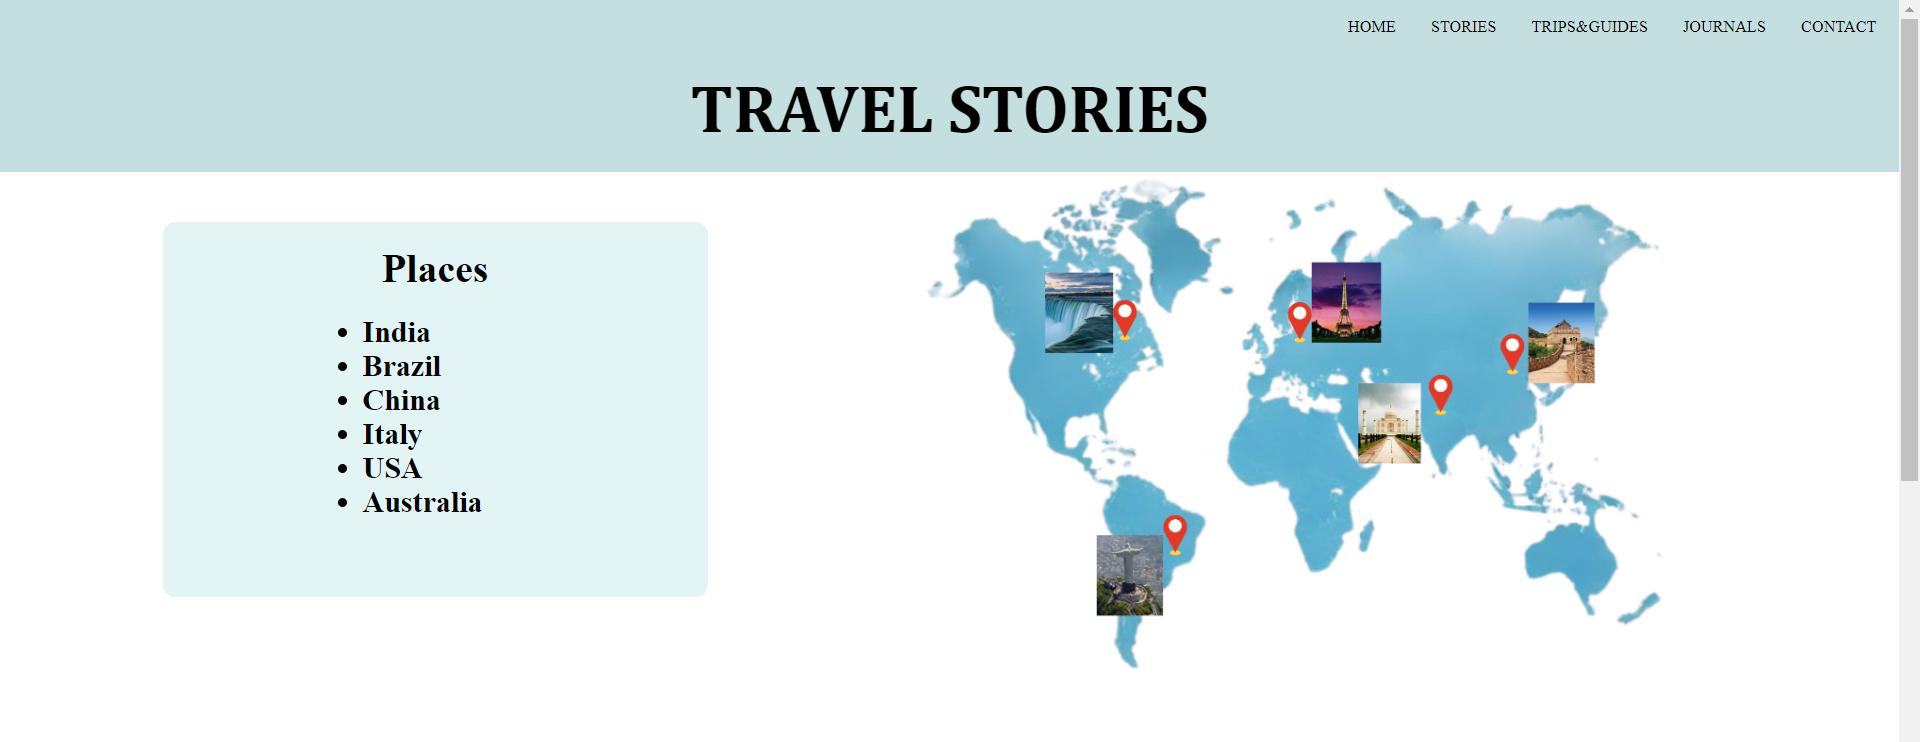 HOME STORIES TRIPS&GUIDES JOURNALS CONTACT
TRAVEL STORIES
Places
India
Brazil
China
Italy
USA
Australia